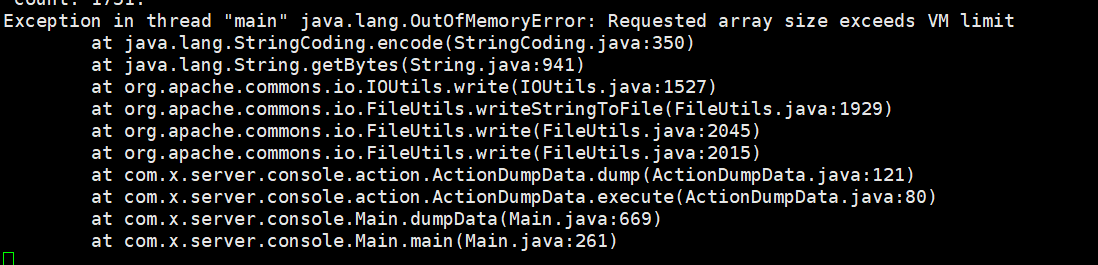 count: 1751.
Exception in thread "main" java.lang.OutOfMemoryError: Requested array size exceeds VM limit
at java.lang.StringCoding.encode(StringCoding.java:350)
at java.lang.String.getBytes(String.java:941)
at org.apache.commons.io.IOUtils.write(IOUtils.java:1527)
at org.apache.commons.io.FileUtils.writeStringToFile(FileUtils.java:1929)
at org.apache.commons.io.FileUtils.write(FileUtils.java:2045)
at org.apache.commons.io.FileUtils.write(FileUtils.java:2015)
at com.x.server.console.action.ActionDumpData.dump(ActionDumpData.java:121)
at com.x.server.console.action.ActionDumpData.execute(ActionDumpData.java:80)
at com.x.server.console.Main.dumpData(Main.java:669)
at com.x.server.console.Main.main(Main.java:261)